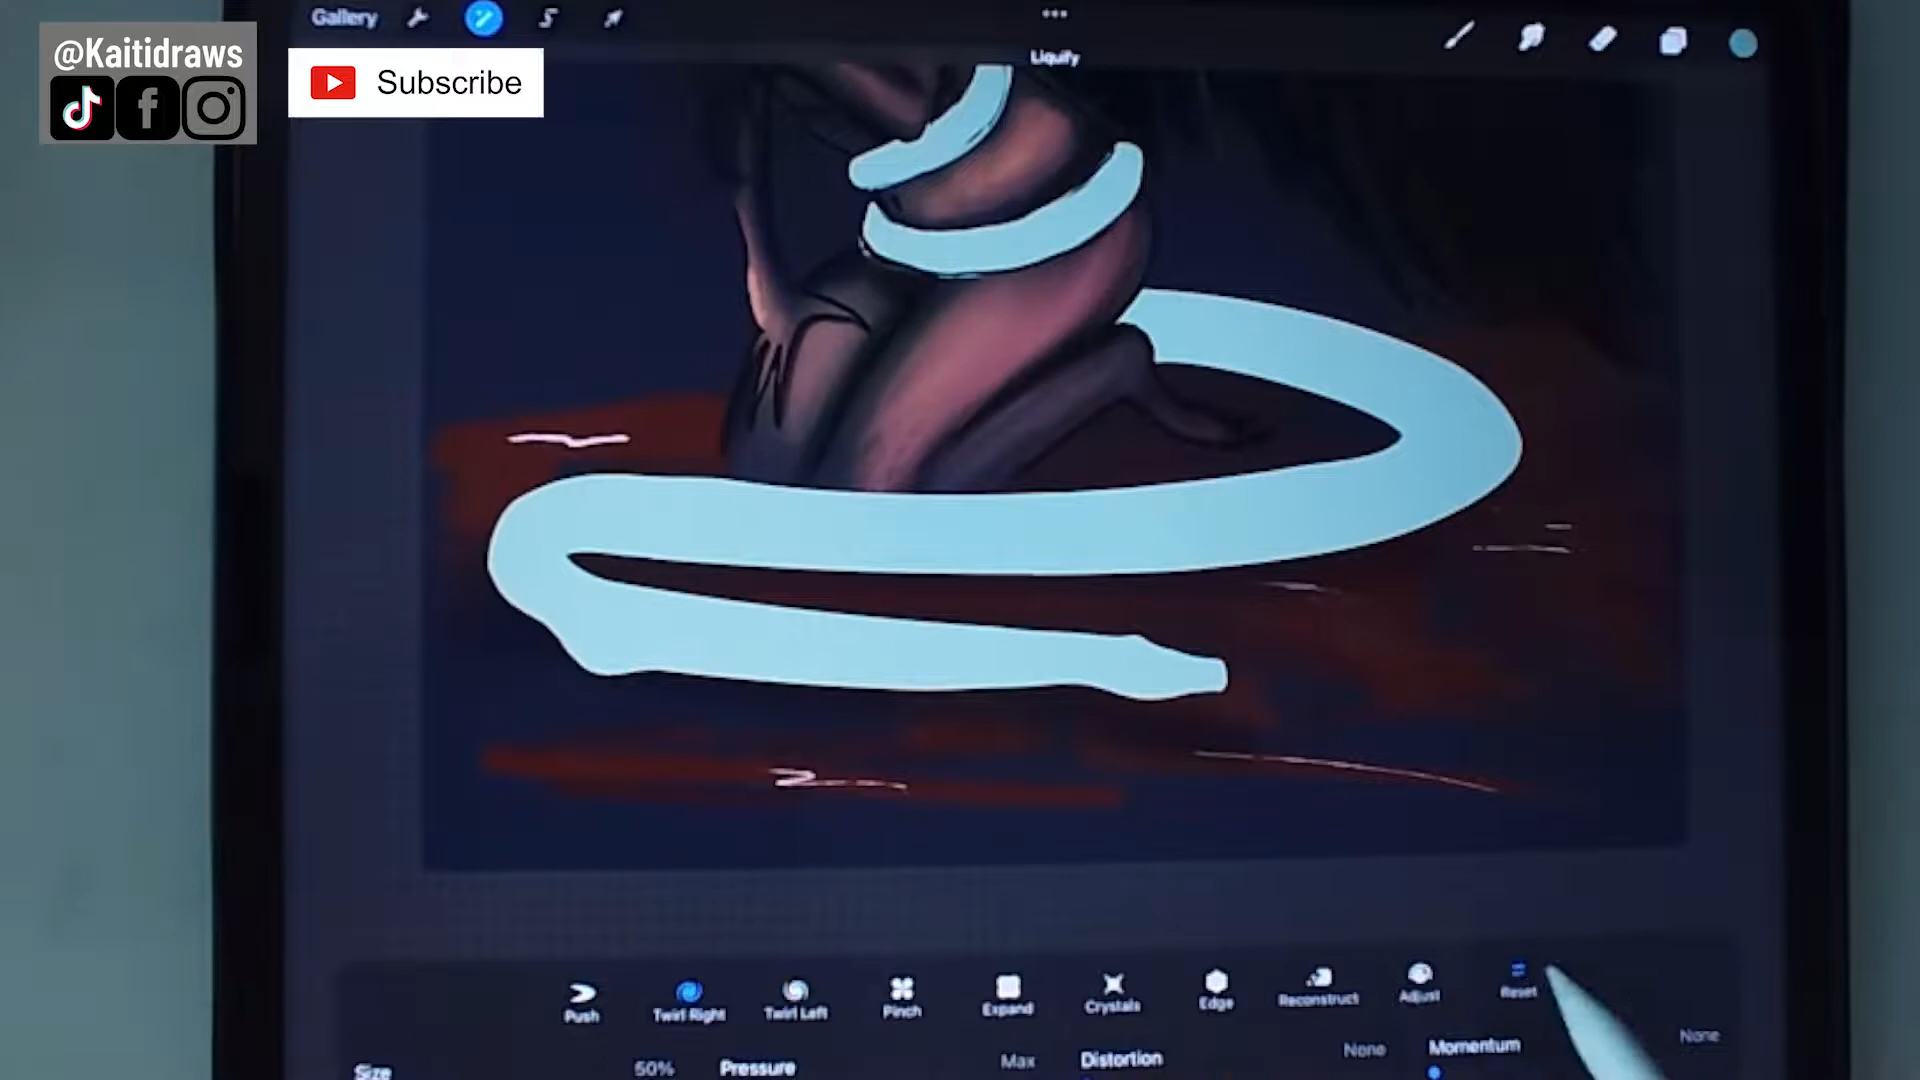 Gallery
@Kaitidraws
Subscribe
Liquify
Push
Twirl Right
Twirl Left
Pinch
Expand
Crystals
Edge
Reconstruct
Adjust
Reset
Size
50%
Pressure
Max
Distortion
None
Momentum
None